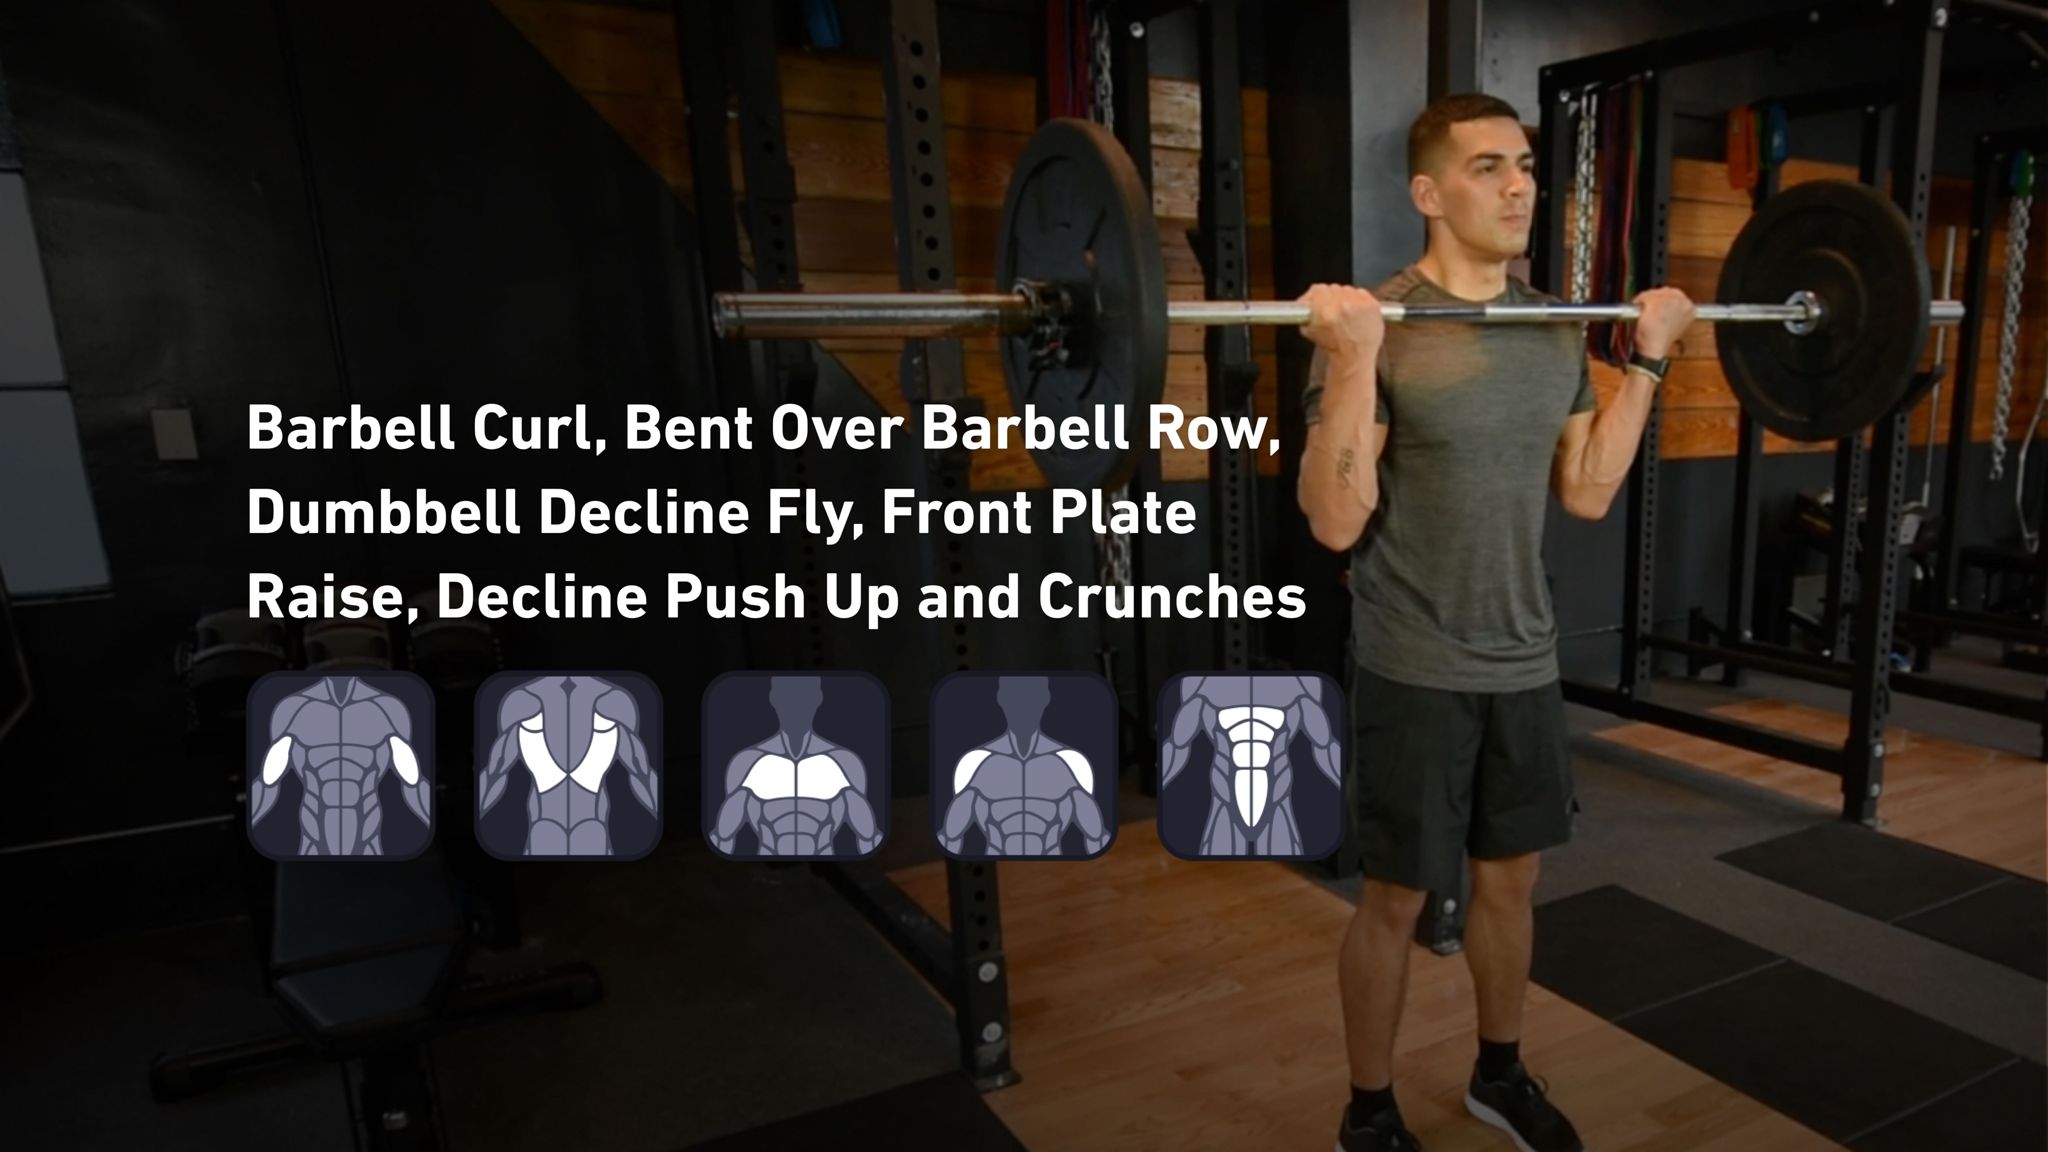 Barbell Curl, Bent Over Barbell Row,
Dumbbell Decline Fly, Front Plate
Raise, Decline Push Up and Crunches